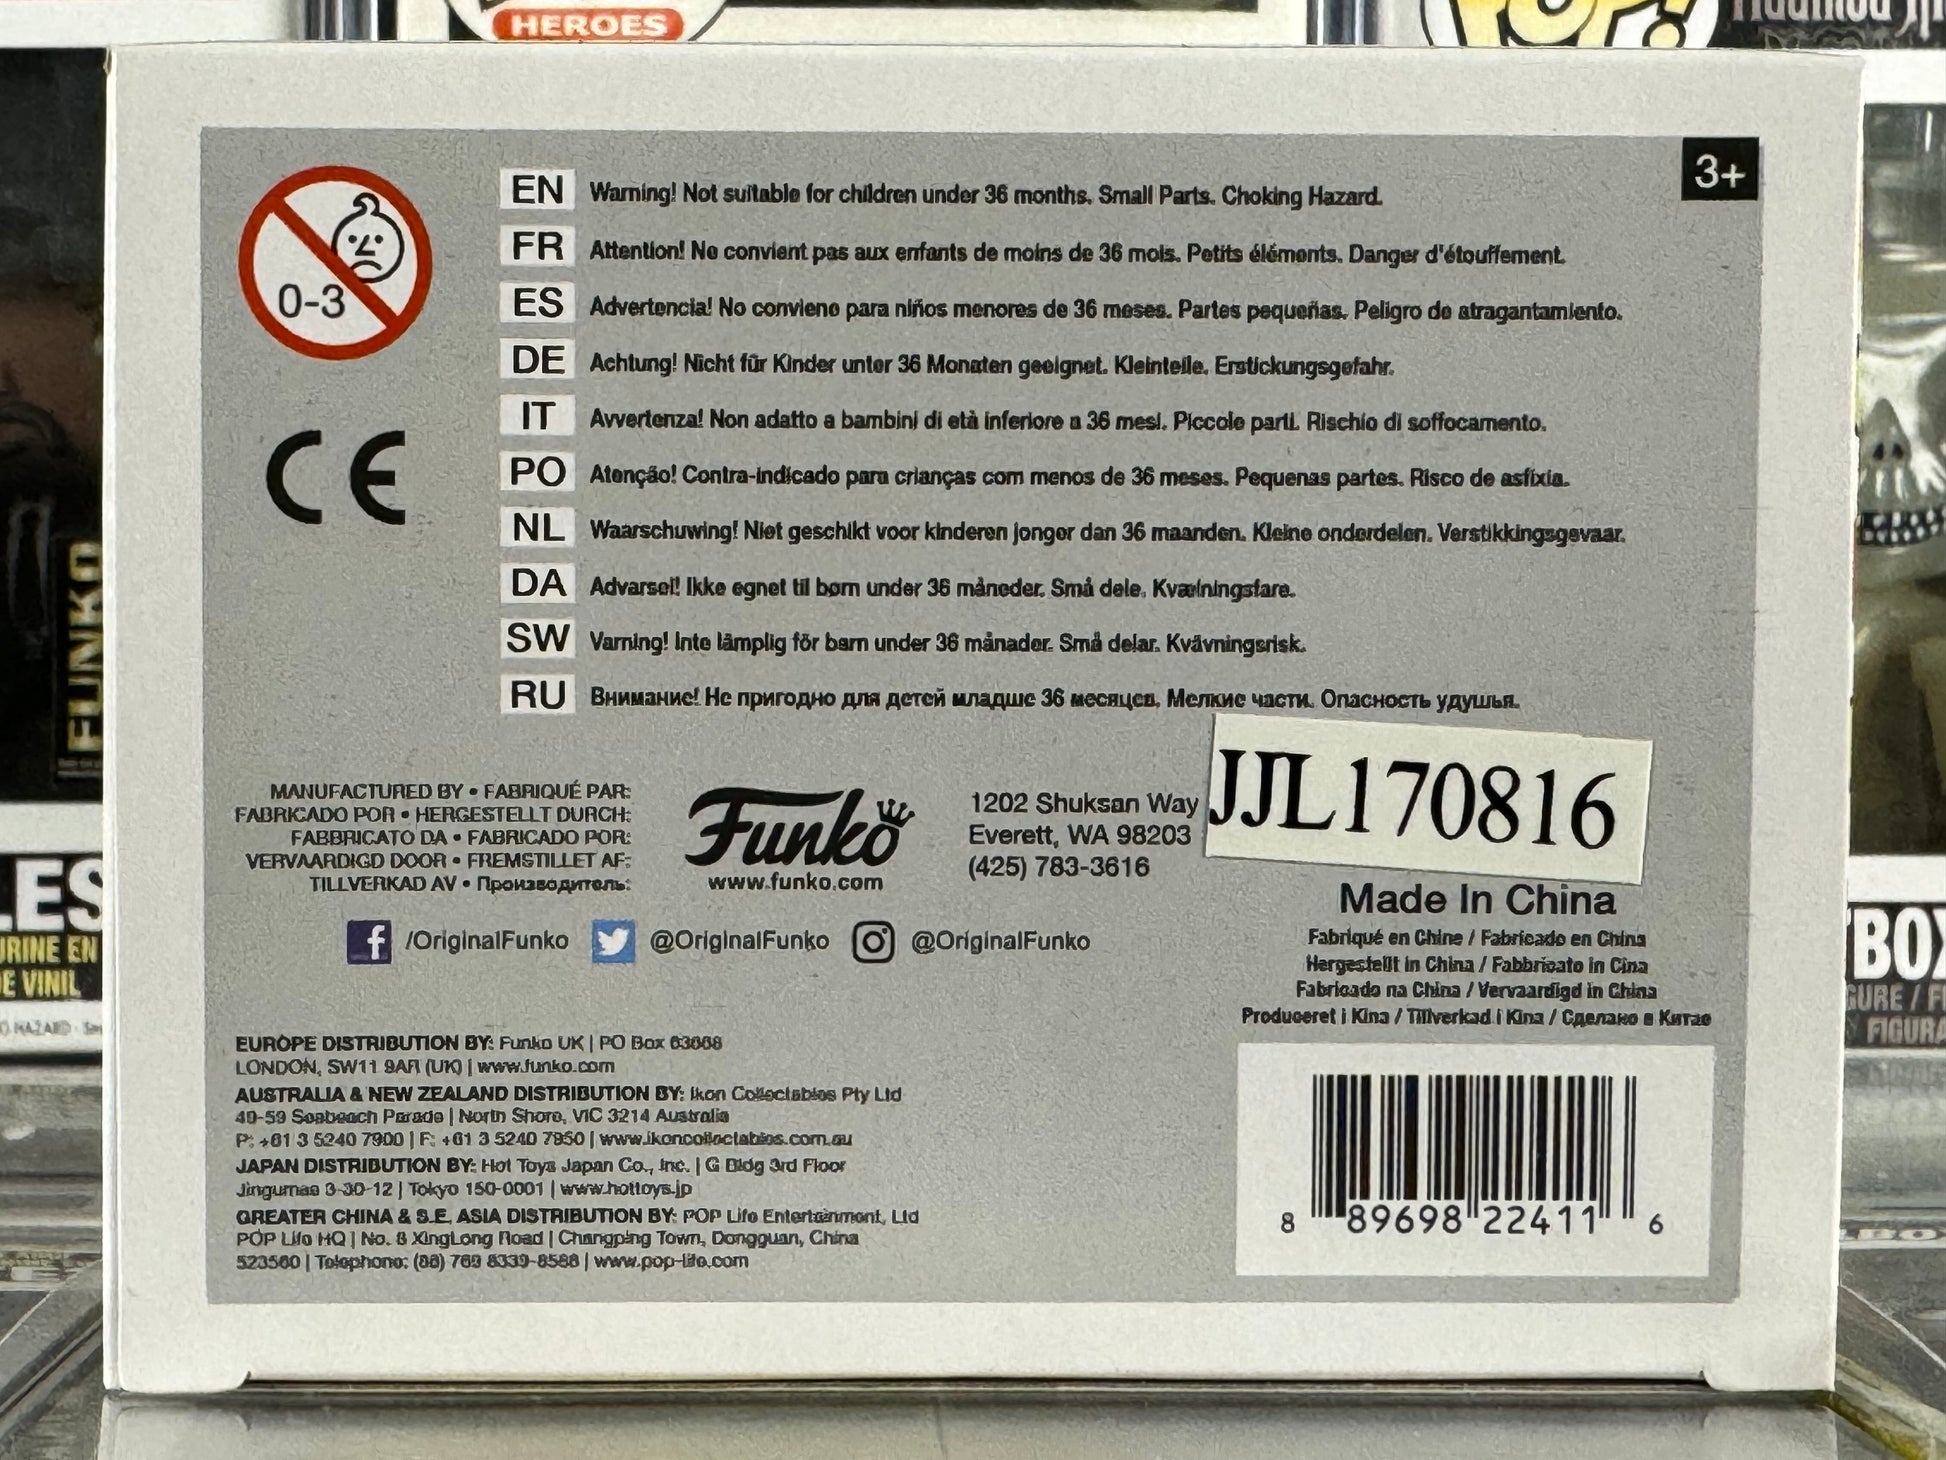 HEROES
POP!
3+
0-3
EN Warning! Not suitable for children under 36 months. Small Parts. Choking Hazard.
FR Attention! Ne convient pas aux enfants de moins de 36 mois. Petits éléments. Danger d'étouffement.
ES Advertencia! No conviene para niños menores de 36 meses. Partes pequeñas. Peligro de atragantamiento.
DE Achtung! Nicht für Kinder unter 36 Monaten geeignet. Kleinteile. Erstickungsgefahr.
IT Avvertenza! Non adatto a bambini di età inferiore a 36 mesi. Piccole parti. Rischio di soffocamento.
PO Atenção! Contra-indicado para crianças com menos de 36 meses. Pequenas partes. Risco de asfixia.
NL Waarschuwing! Niet geschikt voor kinderen jonger dan 36 maanden. Kleine onderdelen. Verstikkingsgevaar.
DA Advarsel! Ikke egnet til børn under 36 måneder. Små dele. Kvælningsfare.
SW Varning! Inte lämplig för barn under 36 månader. Små delar. Kvävningsrisk.
RU Внимание! Не пригодно для детей младше 36 месяцев. Мелкие части. Опасность удушья.
CE
MANUFACTURED BY • FABRIQUÉ PAR:
FABRICADO POR • HERGESTELLT DURCH:
FABBRICATO DA • FABRICADO POR:
VERVAARDIGD DOOR • FREMSTILLET AF:
TILLVERKAD AV • Производитель:
Funko
www.funko.com
1202 Shuksan Way
Everett, WA 98203
(425) 783-3616
JJL170816
/OriginalFunko @OriginalFunko @OriginalFunko
Made In China
Fabriqué en Chine / Fabricado en China
Hergestellt in China / Fabbricato in Cina
Fabricado na China / Vervaardigd in China
Produceret i Kina / Tillverkad i Kina / Сделано в Китае
EUROPE DISTRIBUTION BY: Funko UK | PO Box
LONDON, SW11 9AR (UK) | www.funko.com
AUSTRALIA & NEW ZEALAND DISTRIBUTION BY: Ikon Collectables Pty Ltd
49-59 Seabeach Parade | North Shore, VIC 3214 Australia
P: +61 3 5240 7900 | F: +61 3 5240 7950 | www.ikoncollectables.com.au
JAPAN DISTRIBUTION BY: Hot Toys Japan Co., Inc. | G Bldg 3rd Floor
Jingumae 3-30-12 | Tokyo 150-0001 | www.hottoys.jp
GREATER CHINA & S.E. ASIA DISTRIBUTION BY: POP Life Entertainment, Ltd
POP Life HQ | No. 8 XingLong Road | Changping Town, Dongguan, China
523560 | Telephone: (86) 769 8339-8588 | www.pop-life.com
8 89698 22411 6
FUNKO
LES
URINE EN
DE VINIL
BOX
GURE / F
FIGURA